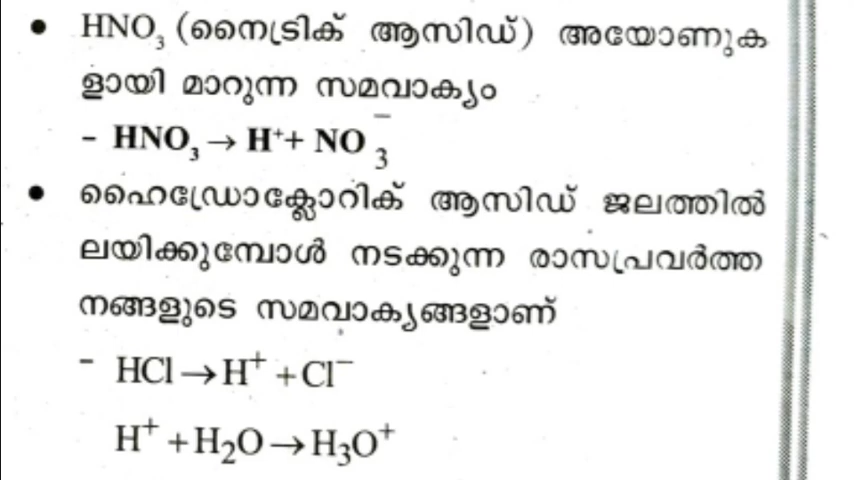 • HNO₃ (നൈട്രിക് ആസിഡ്) അയോണുക
ളായി മാറുന്ന സമവാക്യം
- HNO₃ → H⁺+ NO₃⁻
• ഹൈഡ്രോക്ലോറിക് ആസിഡ് ജലത്തിൽ
ലയിക്കുമ്പോൾ നടക്കുന്ന രാസപ്രവർത്ത
നങ്ങളുടെ സമവാക്യങ്ങളാണ്
- HCl → H⁺ + Cl⁻
H⁺ + H₂O → H₃O⁺